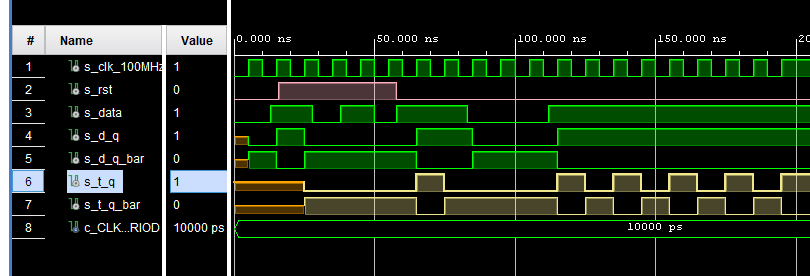 # Name Value
0.000 ns 50.000 ns 100.000 ns 150.000 ns 20
1 s_clk_100MHz 1
2 s_rst 0
3 s_data 1
4 s_d_q 1
5 s_d_q_bar 0
6 s_t_q 1
7 s_t_q_bar 0
8 c_CLK...RIOD 10000 ps 10000 ps